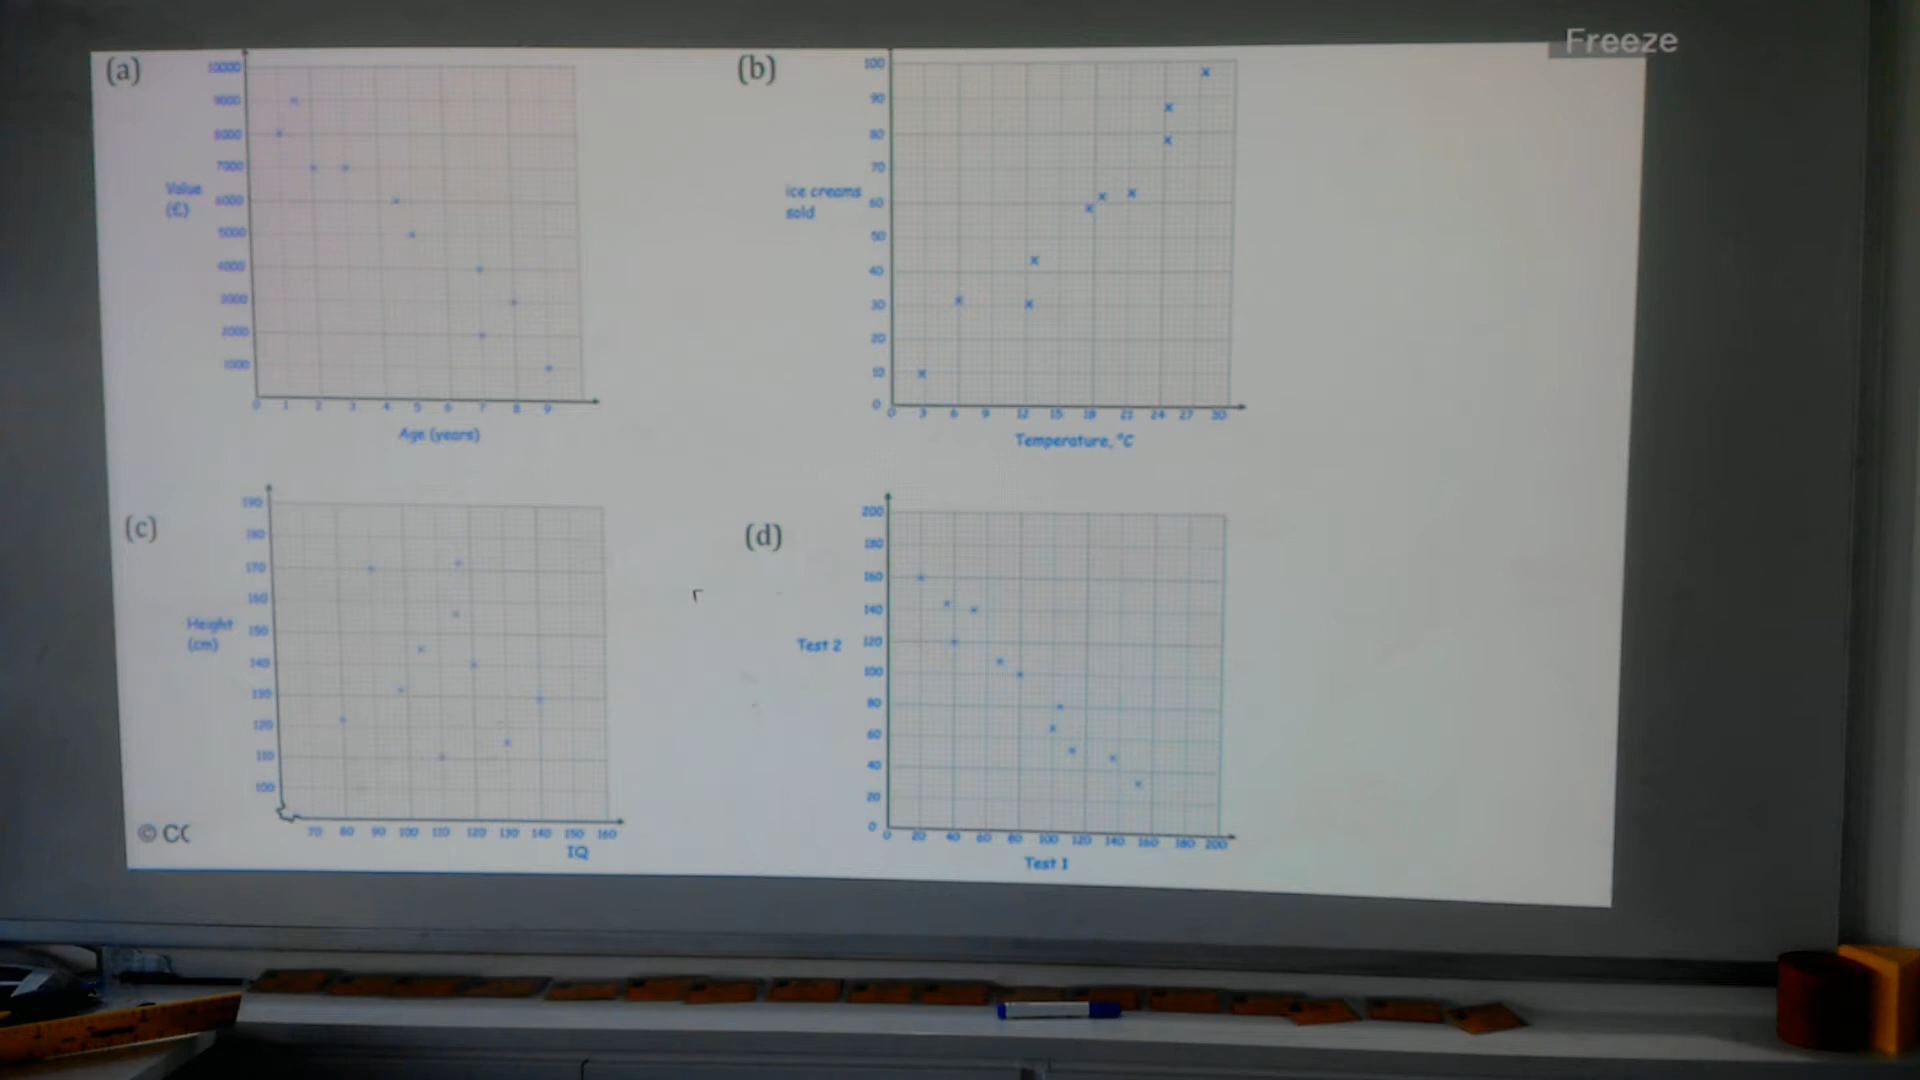 Freeze
(a)
10000
9000
8000
7000
6000
5000
4000
3000
2000
1000
Value
(€)
0 1 2 3 4 5 6 7 8 9
Age (years)
(b)
100
90
80
70
60
50
40
30
20
10
0
ice creams
sold
0 3 6 9 12 15 18 21 24 27 30
Temperature, °C
(c)
190
180
170
160
150
140
130
120
110
100
Height
(cm)
70 80 90 100 110 120 130 140 150 160
IQ
© CC
(d)
200
180
160
140
120
100
80
60
40
20
0
Test 2
0 20 40 60 80 100 120 140 160 180 200
Test 1